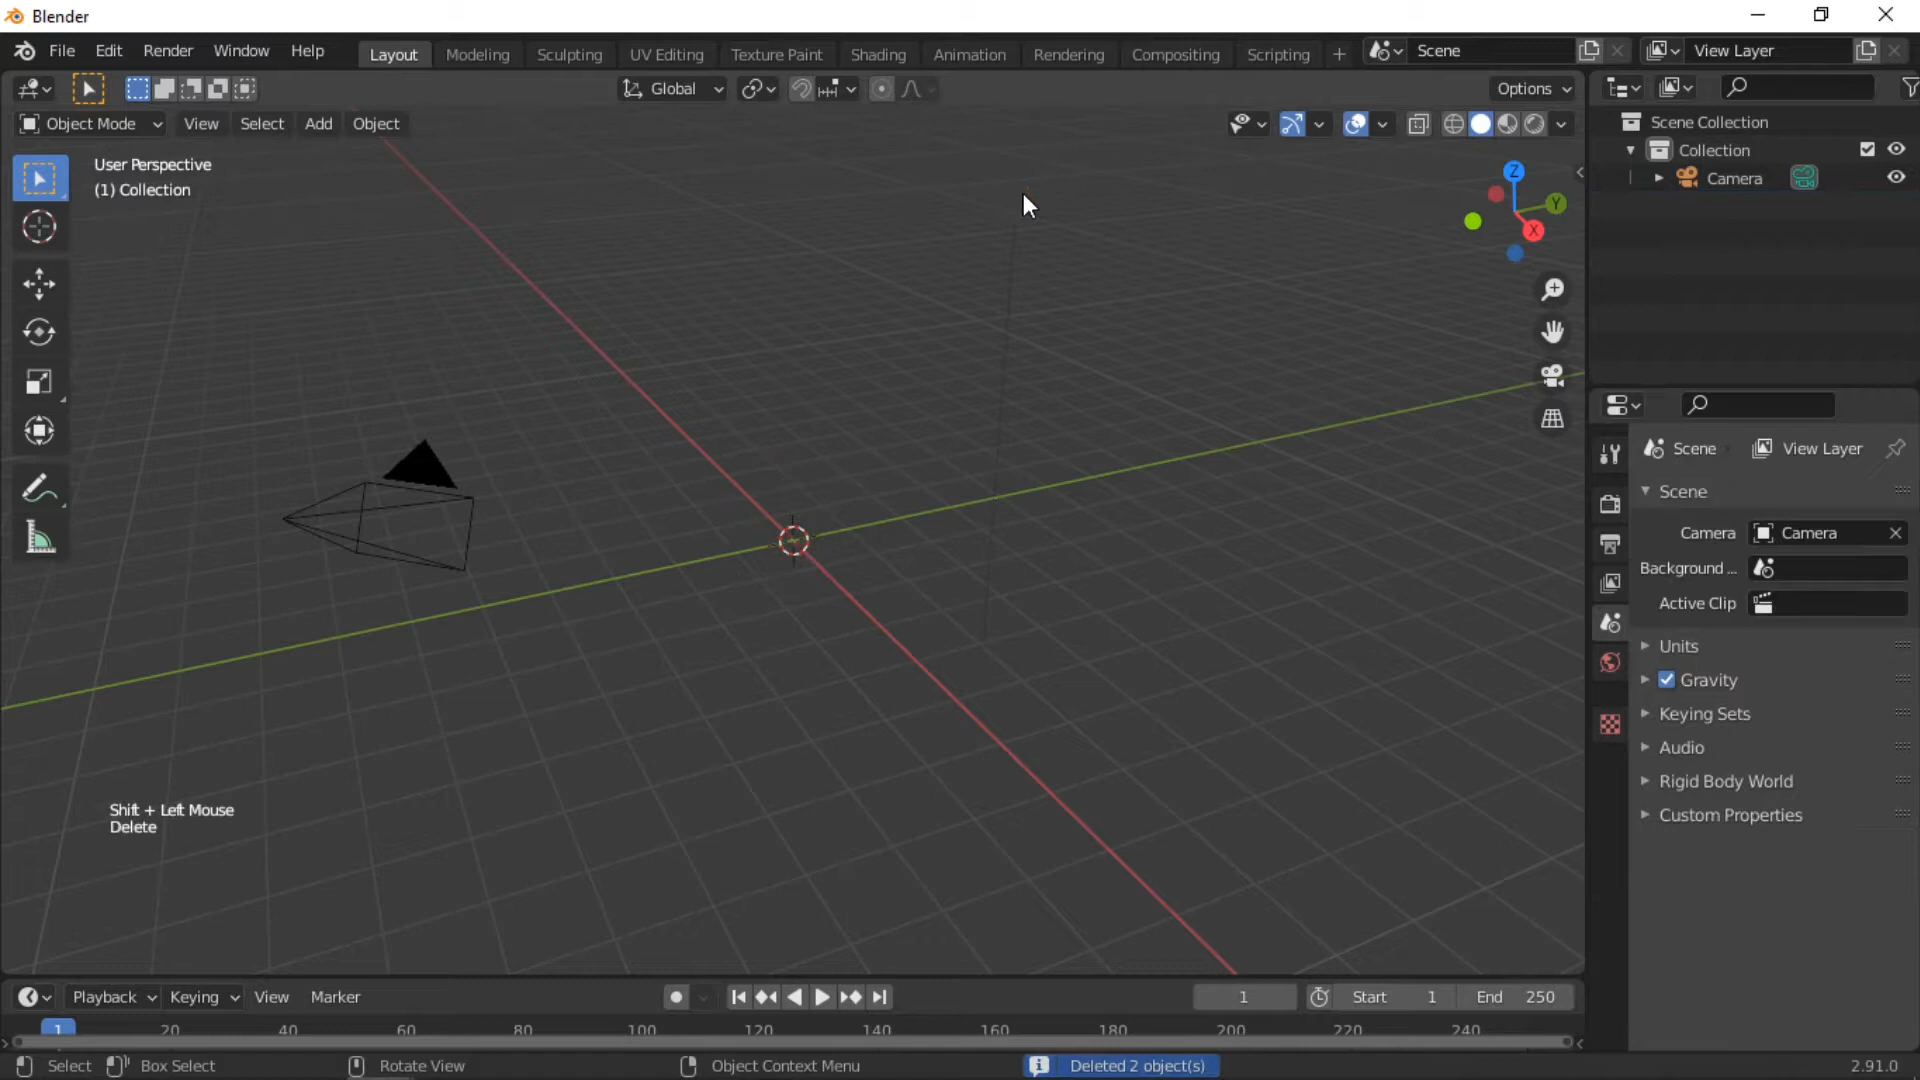 Blender
File Edit Render Window Help Layout Modeling Sculpting UV Editing Texture Paint Shading Animation Rendering Compositing Scripting + Scene View Layer
Global Options
Object Mode View Select Add Object
User Perspective
(1) Collection
Z
Y
X
Scene Collection
Collection
Camera
Scene View Layer
Scene
Camera Camera
Background ...
Active Clip
Units
Gravity
Keying Sets
Audio
Rigid Body World
Custom Properties
Shift + Left Mouse
Delete
Playback Keying View Marker 1 Start 1 End 250
1 20 40 60 80 100 120 140 160 180 200 220 240
Select Box Select Rotate View Object Context Menu Deleted 2 object(s) 2.91.0